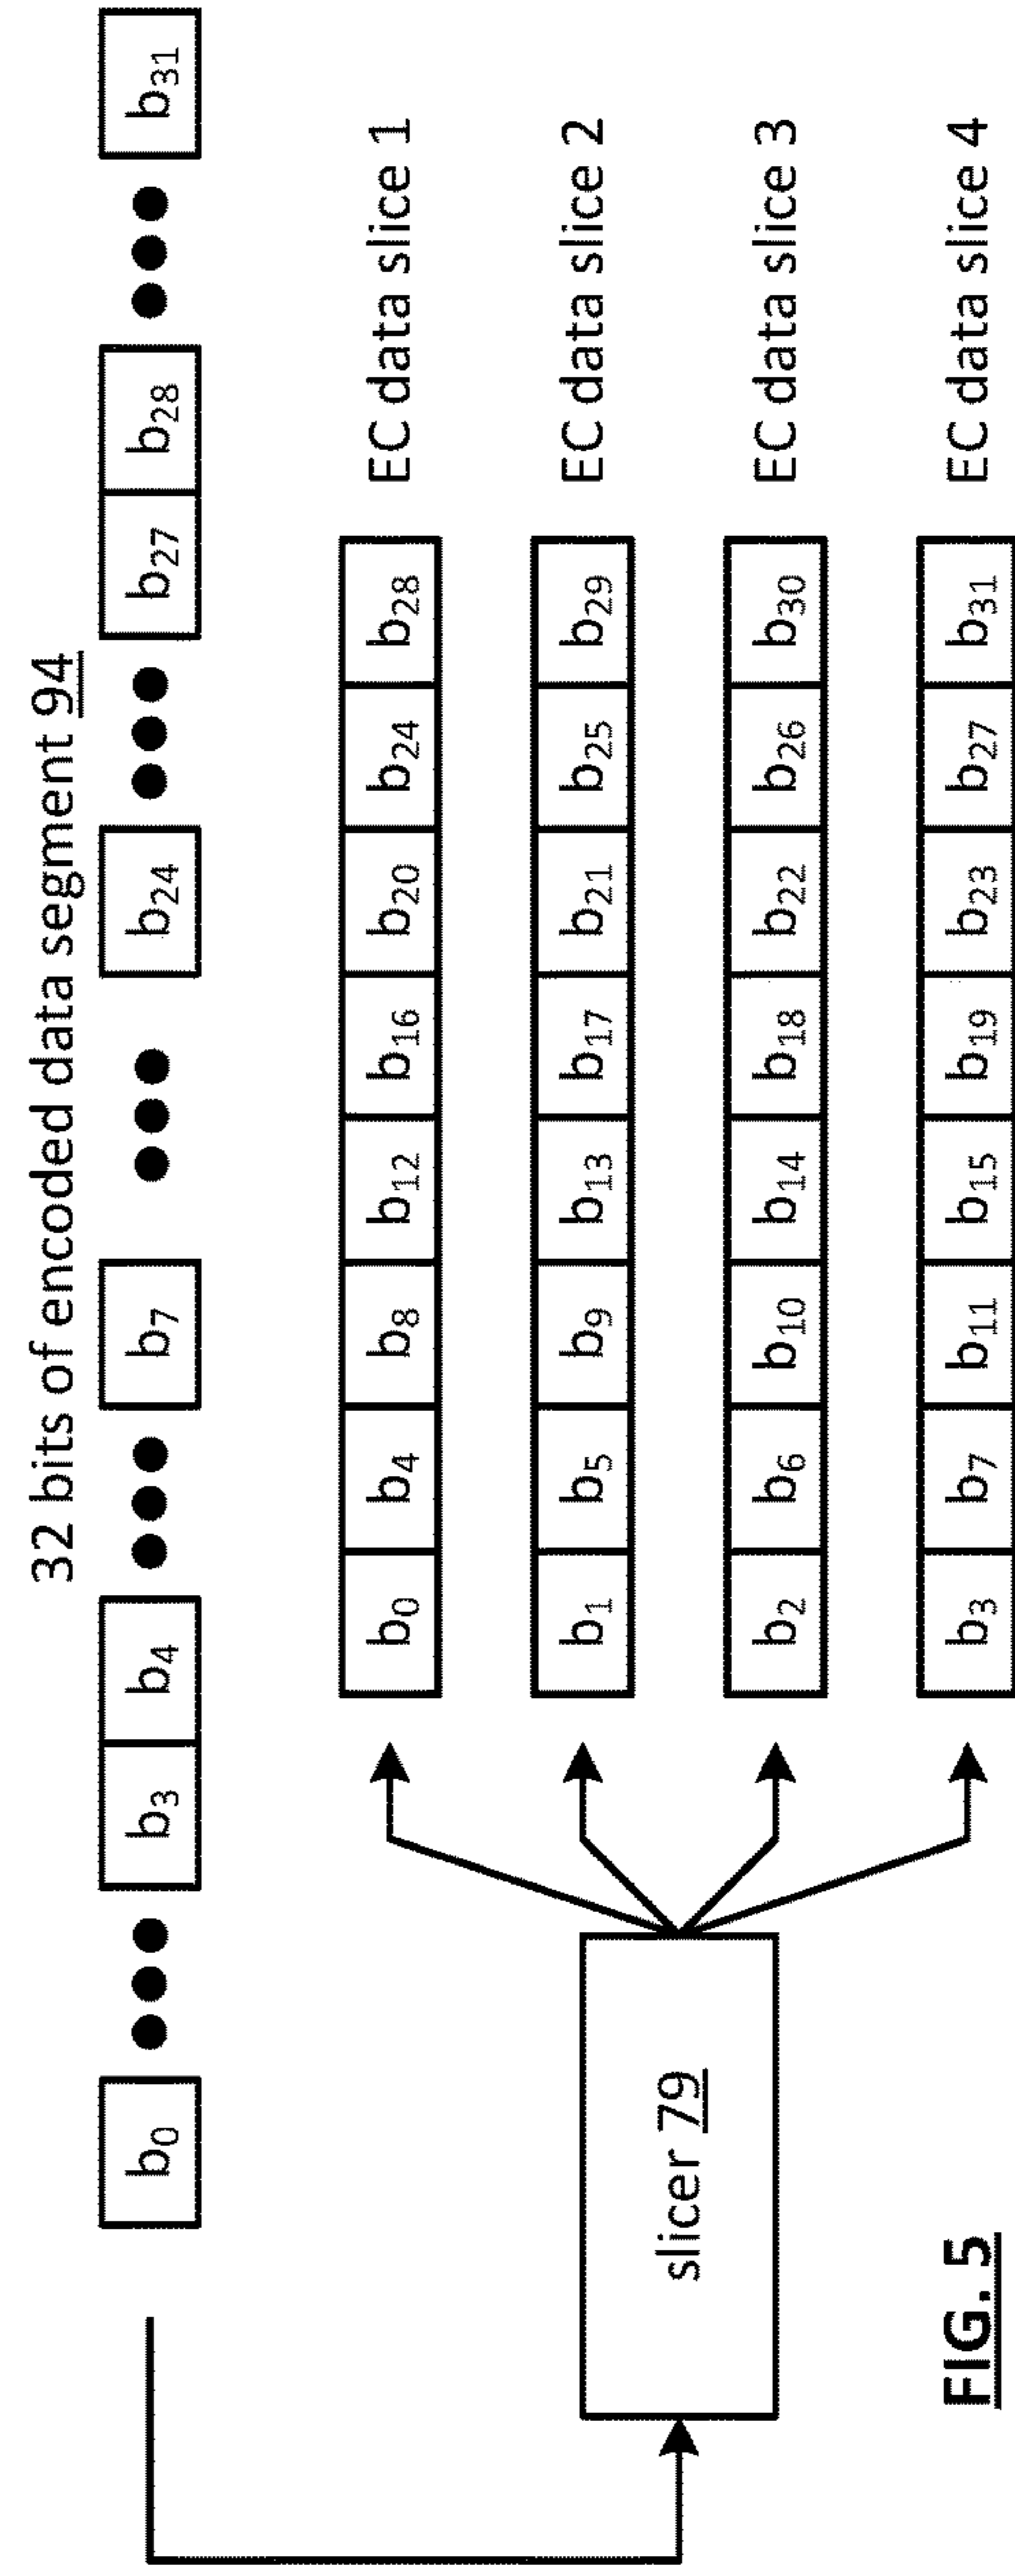 32 bits of encoded data segment 94
b0 b3 b4 b7 b24 b27 b28 b31
slicer 79
b0 b4 b8 b12 b16 b20 b24 b28 EC data slice 1
b1 b5 b9 b13 b17 b21 b25 b29 EC data slice 2
b2 b6 b10 b14 b18 b22 b26 b30 EC data slice 3
b3 b7 b11 b15 b19 b23 b27 b31 EC data slice 4
FIG. 5